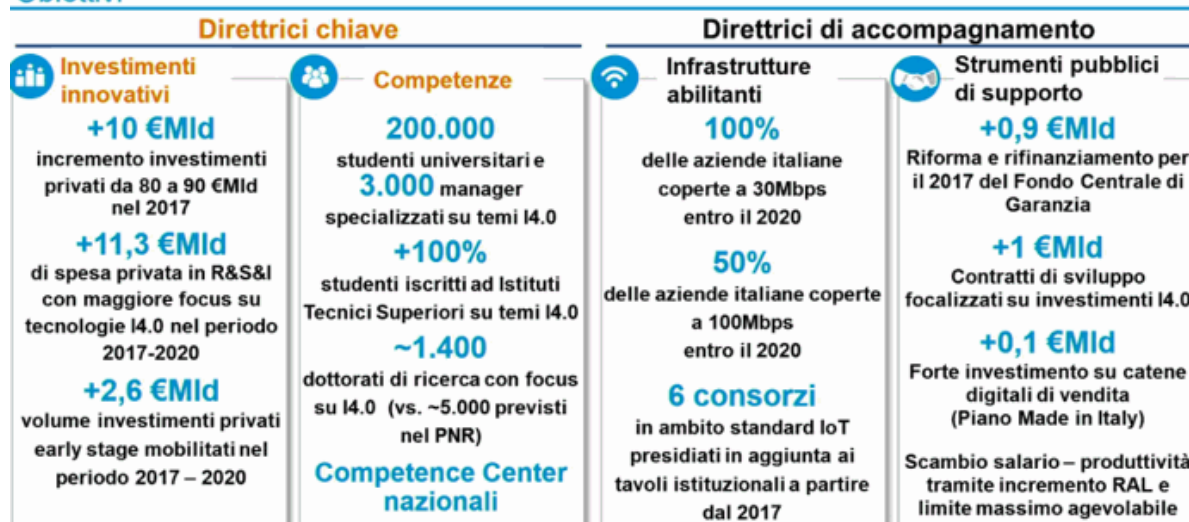 Obiettivi
Direttrici chiave
Investimenti
innovativi
+10 €Mld
incremento investimenti
privati da 80 a 90 €Mld
nel 2017
+11,3 €Mld
di spesa privata in R&S&I
con maggiore focus su
tecnologie I4.0 nel periodo
2017-2020
+2,6 €Mld
volume investimenti privati
early stage mobilitati nel
periodo 2017 – 2020
Competenze
200.000
studenti universitari e
3.000 manager
specializzati su temi I4.0
+100%
studenti iscritti ad Istituti
Tecnici Superiori su temi I4.0
~1.400
dottorati di ricerca con focus
su I4.0 (vs. ~5.000 previsti
nel PNR)
Competence Center
nazionali
Direttrici di accompagnamento
Infrastrutture
abilitanti
100%
delle aziende italiane
coperte a 30Mbps
entro il 2020
50%
delle aziende italiane coperte
a 100Mbps
entro il 2020
6 consorzi
in ambito standard IoT
presidiati in aggiunta ai
tavoli istituzionali a partire
dal 2017
Strumenti pubblici
di supporto
+0,9 €Mld
Riforma e rifinanziamento per
il 2017 del Fondo Centrale di
Garanzia
+1 €Mld
Contratti di sviluppo
focalizzati su investimenti I4.0
+0,1 €Mld
Forte investimento su catene
digitali di vendita
(Piano Made in Italy)
Scambio salario – produttività
tramite incremento RAL e
limite massimo agevolabile